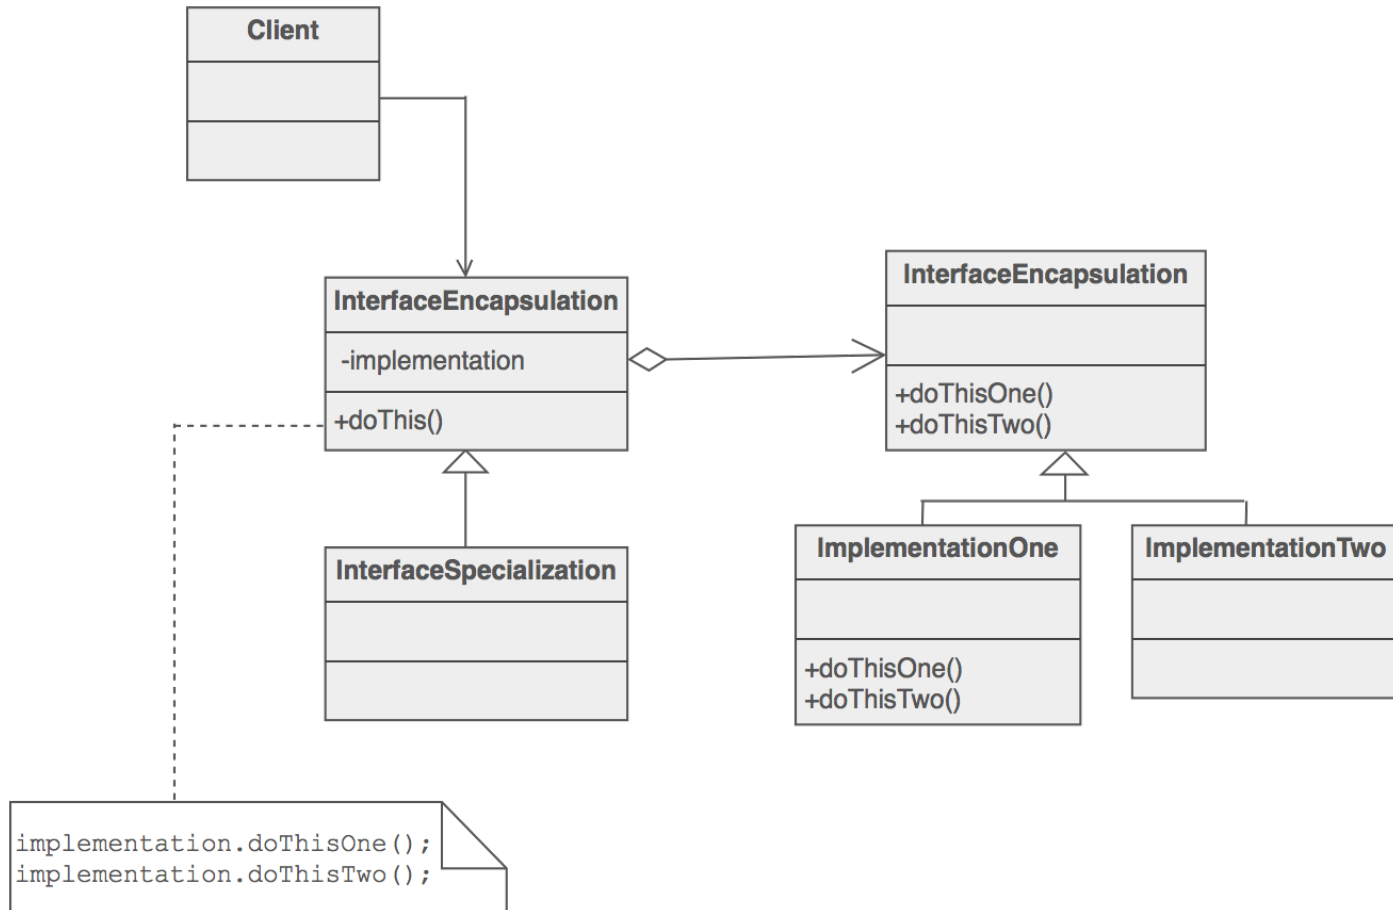 Client
InterfaceEncapsulation
-implementation
+doThis()
InterfaceEncapsulation
+doThisOne()
+doThisTwo()
InterfaceSpecialization
ImplementationOne
+doThisOne()
+doThisTwo()
ImplementationTwo
implementation.doThisOne();
implementation.doThisTwo();